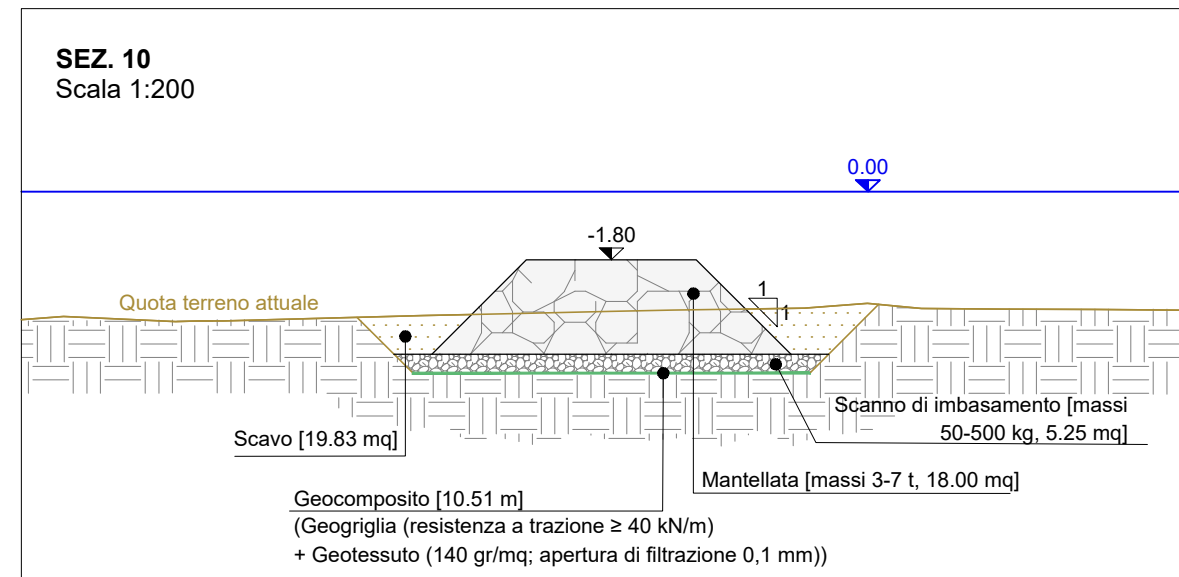 SEZ. 10
Scala 1:200
0.00
-1.80
Quota terreno attuale
1
1
Scavo [19.83 mq]
Scanno di imbasamento [massi
50-500 kg, 5.25 mq]
Mantellata [massi 3-7 t, 18.00 mq]
Geocomposito [10.51 m]
(Geogriglia (resistenza a trazione ≥ 40 kN/m)
+ Geotessuto (140 gr/mq; apertura di filtrazione 0,1 mm))